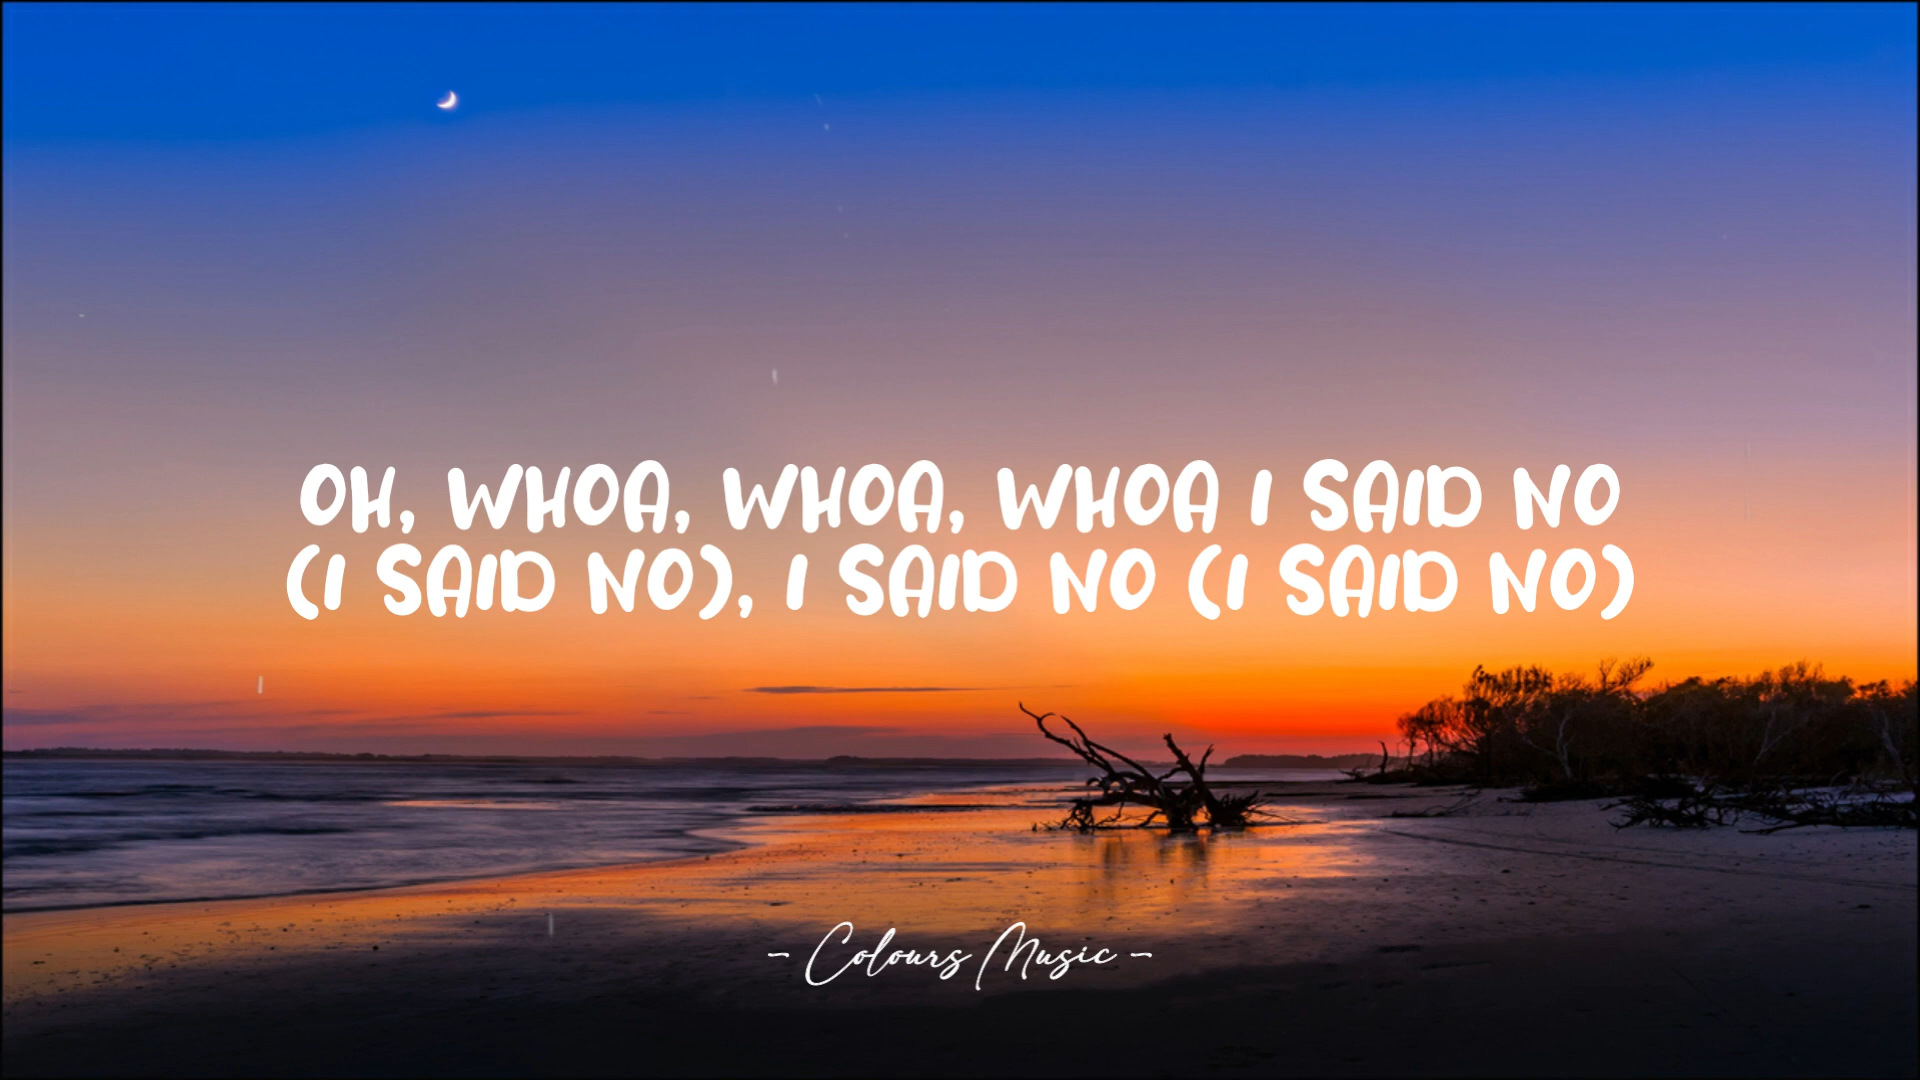 OH, WHOA, WHOA, WHOA I SAID NO
(I SAID NO), I SAID NO (I SAID NO)
- Colours Music -